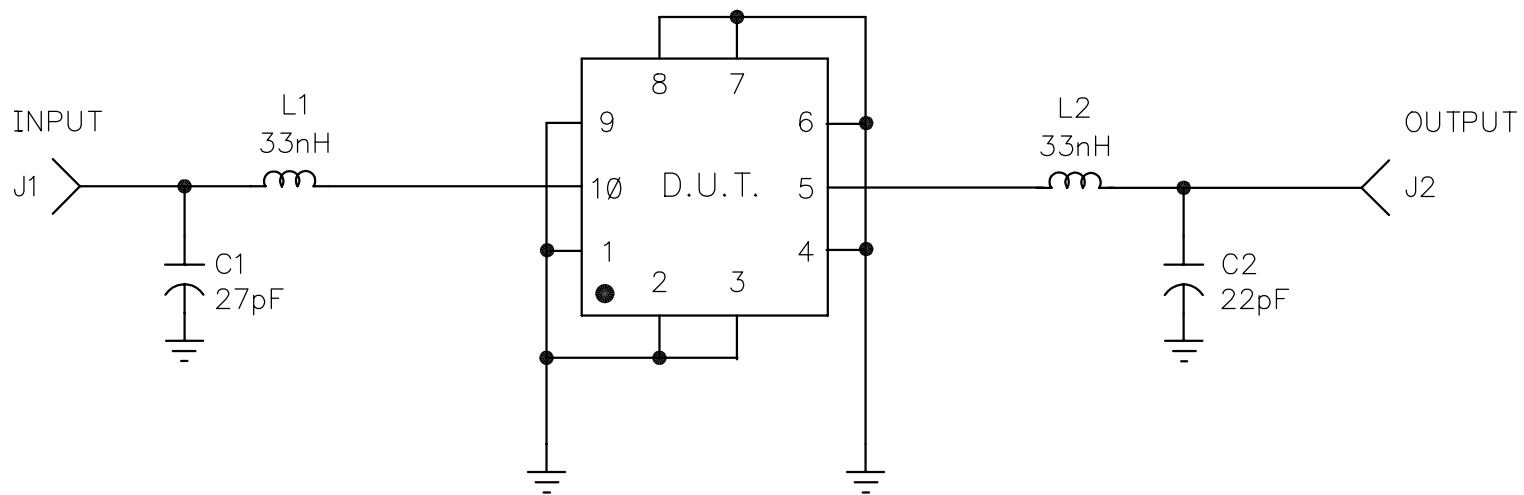 INPUT
J1
L1
33nH
C1
27pF
8 7
9
10
1
2 3
D.U.T.
6
5
4
L2
33nH
C2
22pF
OUTPUT
J2